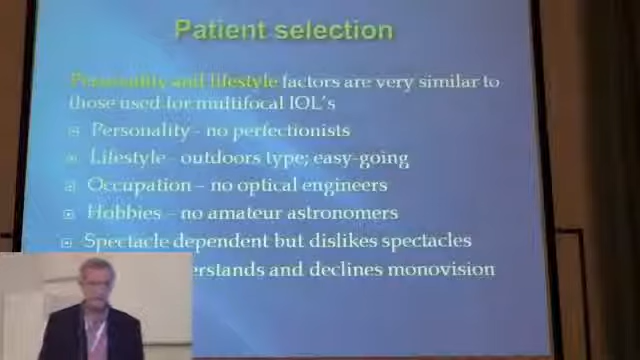 Patient selection
Personality and lifestyle factors are very similar to
those used for multifocal IOL's
Personality - no perfectionists
Lifestyle - outdoors type; easy-going
Occupation – no optical engineers
Hobbies – no amateur astronomers
Spectacle dependent but dislikes spectacles
and declines monovision